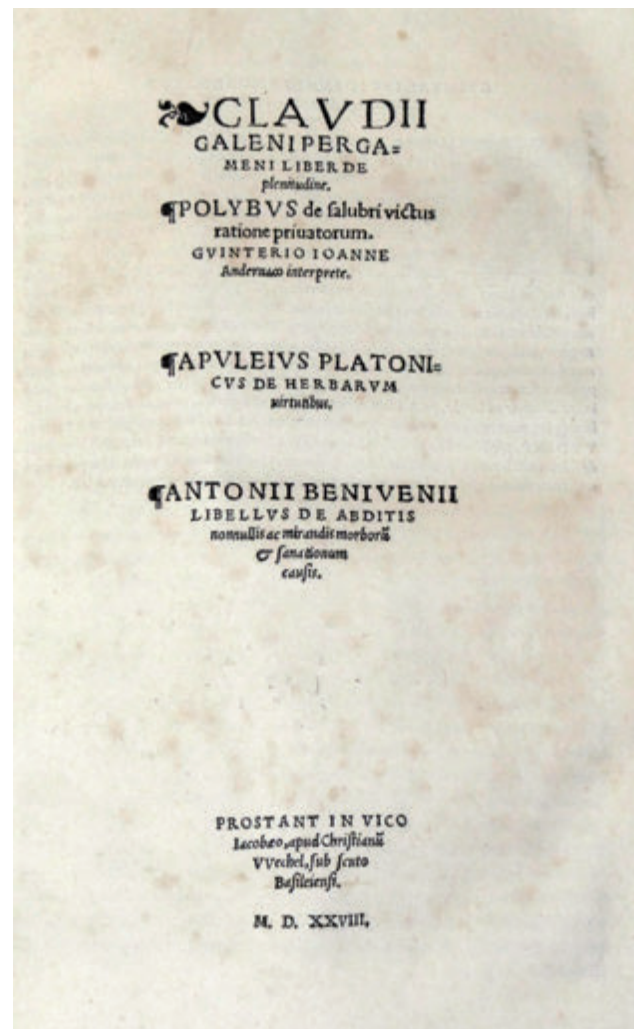 ❧CLAVDII
GALENI PERGA=
MENI LIBER DE
plenitudine.
¶POLYBVS de salubri victus
ratione priuatorum.
GVINTERIO IOANNE
Andernaco interprete.
¶APVLEIVS PLATONI=
CVS DE HERBARVM
uirtutibus.
¶ANTONII BENIVENII
LIBELLVS DE ABDITIS
nonnullis ac mirandis morborũ
& sanationum
causis.
PROSTANT IN VICO
Iacobæo, apud Christianũ
VVechel, sub scuto
Basileiensi.
M. D. XXVIII.